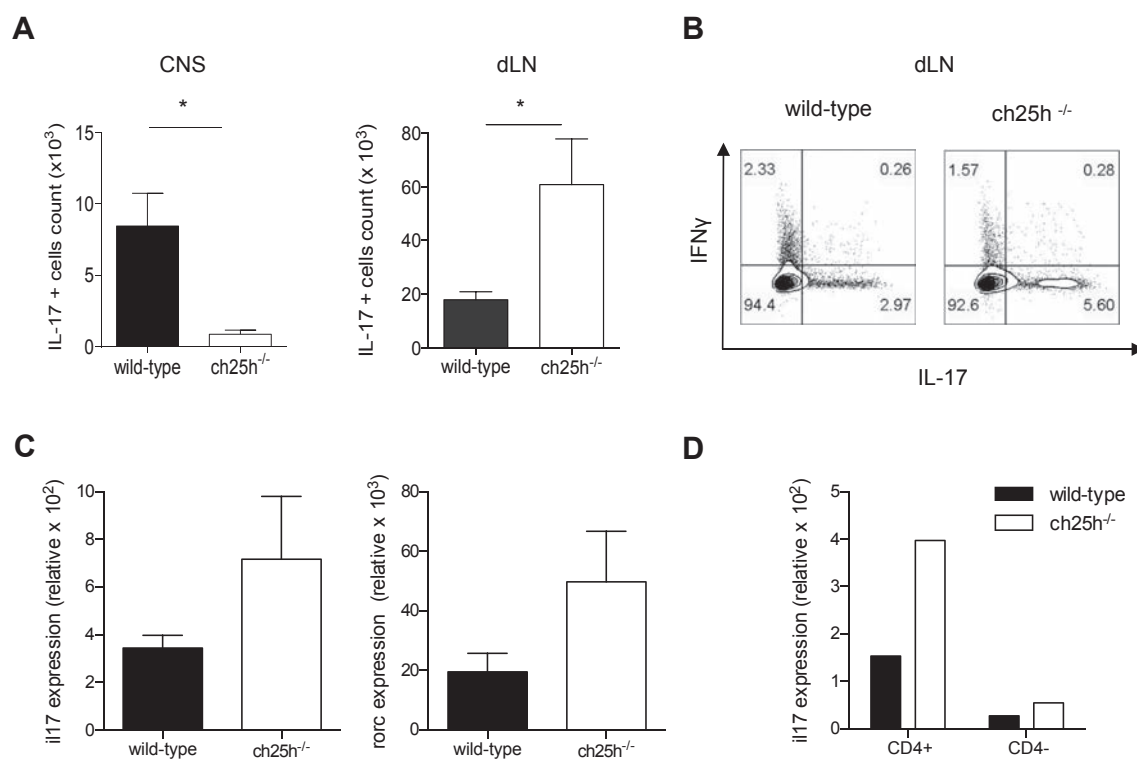 A
CNS
*
IL-17 + cells count (x10³)
15
10
5
0
wild-type
ch25h⁻/⁻
dLN
*
IL-17 + cells count (x 10³)
80
60
40
20
0
wild-type
ch25h⁻/⁻
B
dLN
wild-type
ch25h ⁻/⁻
IFNγ
2.33
0.26
94.4
2.97
1.57
0.28
92.6
5.60
IL-17
C
il17 expression (relative x 10²)
10
8
6
4
2
0
wild-type
ch25h⁻/⁻
rorc expression (relative x 10³)
80
60
40
20
0
wild-type
ch25h⁻/⁻
D
il17 expression (relative x 10²)
5
4
3
2
1
0
CD4+
CD4-
wild-type
ch25h⁻/⁻